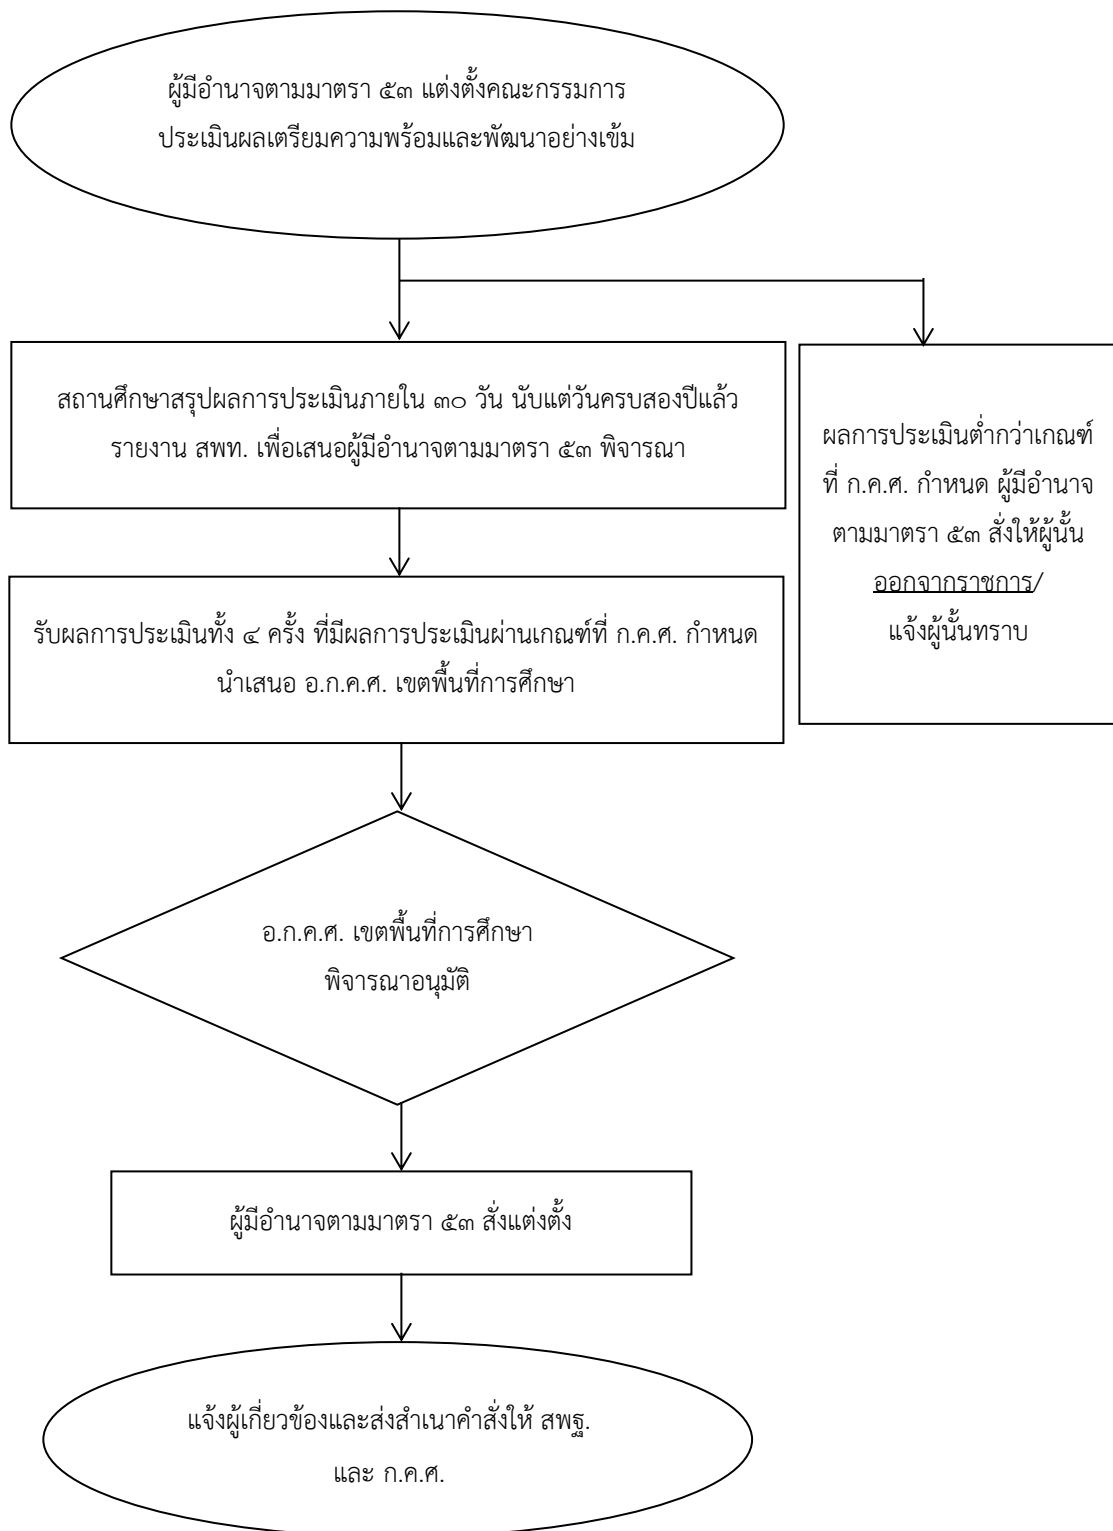 ผู้มีอำนาจตามมาตรา ๕๓ แต่งตั้งคณะกรรมการ
ประเมินผลเตรียมความพร้อมและพัฒนาอย่างเข้ม
สถานศึกษาสรุปผลการประเมินภายใน ๓๐ วัน นับแต่วันครบสองปีแล้ว
รายงาน สพท. เพื่อเสนอผู้มีอำนาจตามมาตรา ๕๓ พิจารณา
ผลการประเมินต่ำกว่าเกณฑ์
ที่ ก.ค.ศ. กำหนด ผู้มีอำนาจ
ตามมาตรา ๕๓ สั่งให้ผู้นั้น
ออกจากราชการ/
แจ้งผู้นั้นทราบ
รับผลการประเมินทั้ง ๔ ครั้ง ที่มีผลการประเมินผ่านเกณฑ์ที่ ก.ค.ศ. กำหนด
นำเสนอ อ.ก.ค.ศ. เขตพื้นที่การศึกษา
อ.ก.ค.ศ. เขตพื้นที่การศึกษา
พิจารณาอนุมัติ
ผู้มีอำนาจตามมาตรา ๕๓ สั่งแต่งตั้ง
แจ้งผู้เกี่ยวข้องและส่งสำเนาคำสั่งให้ สพฐ.
และ ก.ค.ศ.